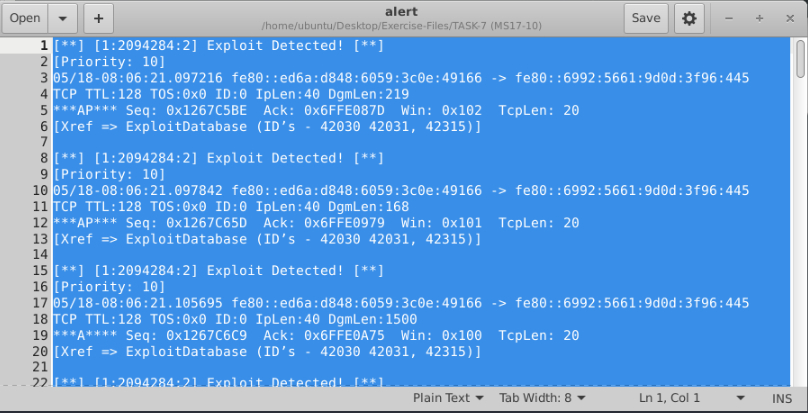 Open
alert
/home/ubuntu/Desktop/Exercise-Files/TASK-7 (MS17-10)
Save
1 [**] [1:2094284:2] Exploit Detected! [**]
2 [Priority: 10]
3 05/18-08:06:21.097216 fe80::ed6a:d848:6059:3c0e:49166 -> fe80::6992:5661:9d0d:3f96:445
4 TCP TTL:128 TOS:0x0 ID:0 IpLen:40 DgmLen:219
5 ***AP*** Seq: 0x1267C5BE  Ack: 0x6FFE087D  Win: 0x102  TcpLen: 20
6 [Xref => ExploitDatabase (ID’s - 42030 42031, 42315)]
7
8 [**] [1:2094284:2] Exploit Detected! [**]
9 [Priority: 10]
10 05/18-08:06:21.097842 fe80::ed6a:d848:6059:3c0e:49166 -> fe80::6992:5661:9d0d:3f96:445
11 TCP TTL:128 TOS:0x0 ID:0 IpLen:40 DgmLen:168
12 ***AP*** Seq: 0x1267C65D  Ack: 0x6FFE0979  Win: 0x101  TcpLen: 20
13 [Xref => ExploitDatabase (ID’s - 42030 42031, 42315)]
14
15 [**] [1:2094284:2] Exploit Detected! [**]
16 [Priority: 10]
17 05/18-08:06:21.105695 fe80::ed6a:d848:6059:3c0e:49166 -> fe80::6992:5661:9d0d:3f96:445
18 TCP TTL:128 TOS:0x0 ID:0 IpLen:40 DgmLen:1500
19 ***A**** Seq: 0x1267C6C9  Ack: 0x6FFE0A75  Win: 0x100  TcpLen: 20
20 [Xref => ExploitDatabase (ID’s - 42030 42031, 42315)]
21
22 [**] [1:2094284:2] Exploit Detected! [**]
Plain Text
Tab Width: 8
Ln 1, Col 1
INS